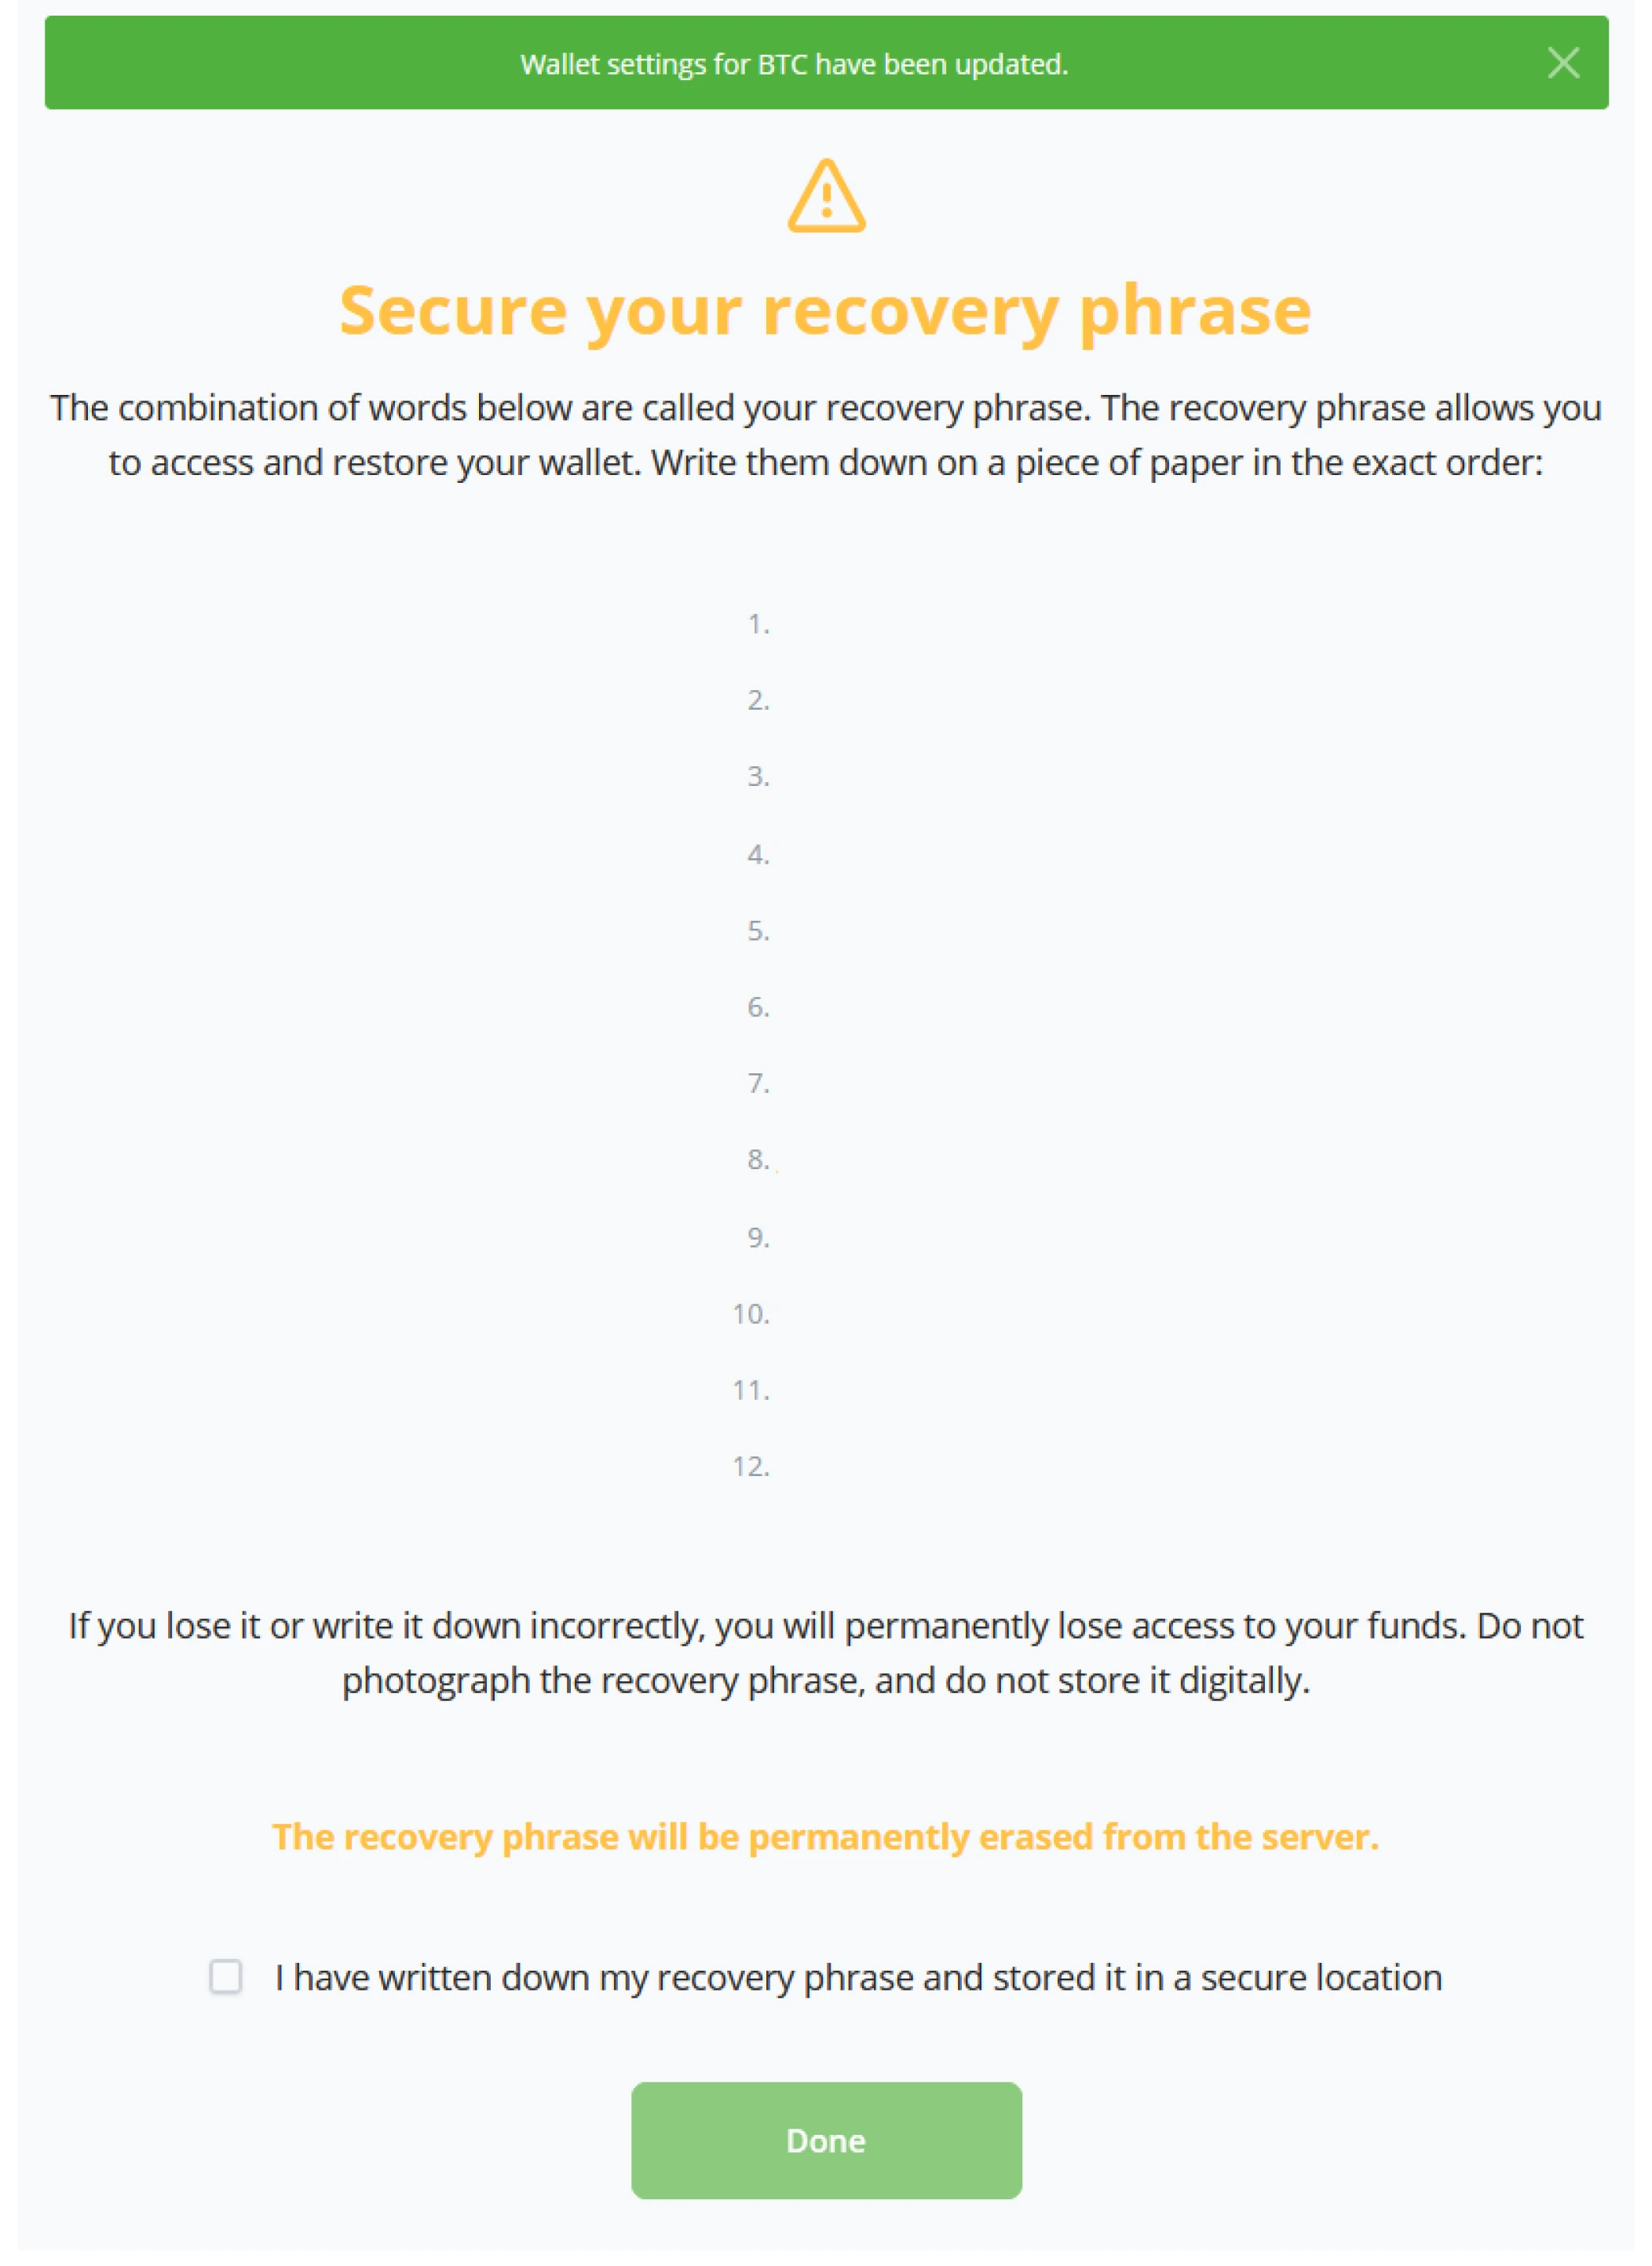 Wallet settings for BTC have been updated.
Secure your recovery phrase
The combination of words below are called your recovery phrase. The recovery phrase allows you
to access and restore your wallet. Write them down on a piece of paper in the exact order:
1.
2.
3.
4.
5.
6.
7.
8.
9.
10.
11.
12.
If you lose it or write it down incorrectly, you will permanently lose access to your funds. Do not
photograph the recovery phrase, and do not store it digitally.
The recovery phrase will be permanently erased from the server.
I have written down my recovery phrase and stored it in a secure location
Done